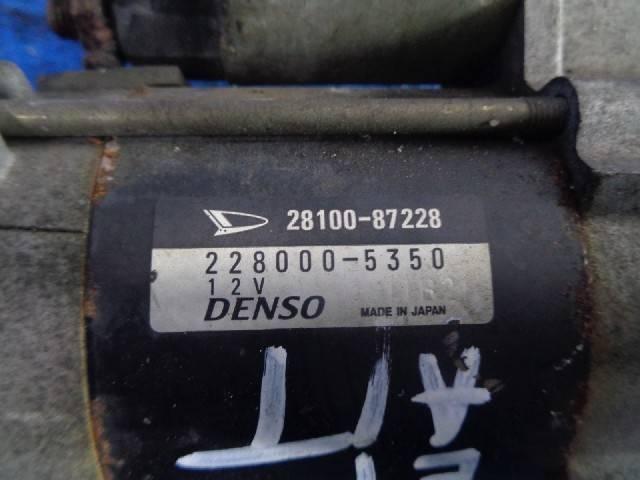 28100-87228
228000-5350
12V
DENSO MADE IN JAPAN
A/T